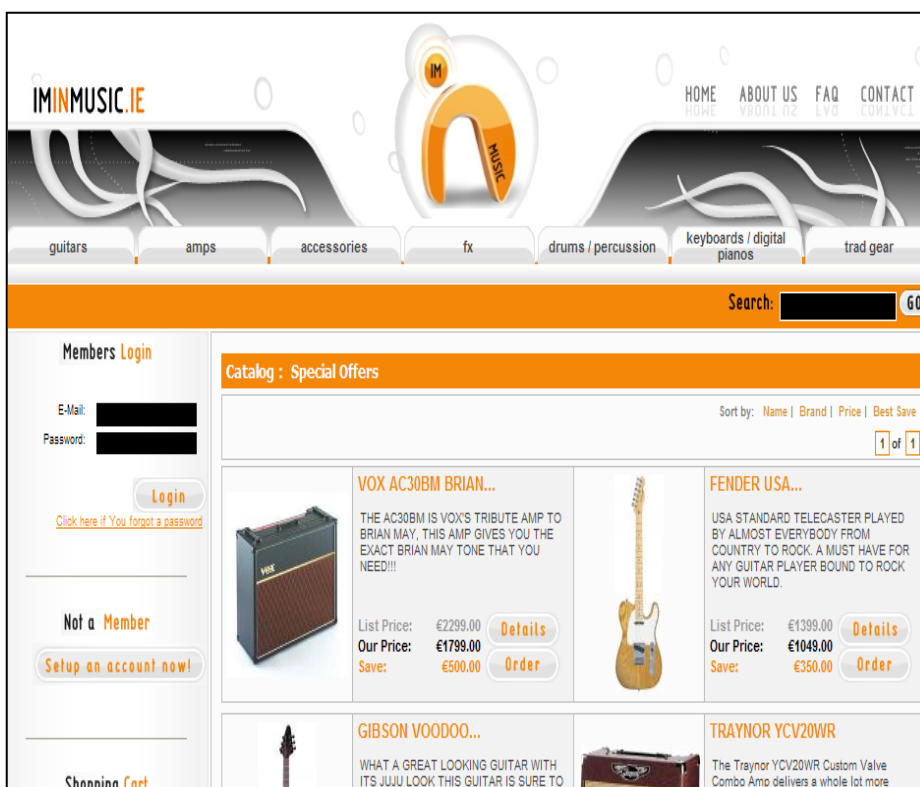 IMINMUSIC.IE
IM
MUSIC
HOME ABOUT US FAQ CONTACT
guitars
amps
accessories
fx
drums / percussion
keyboards / digital
pianos
trad gear
Search:
GO
Members Login
E-Mail:
Password:
Login
Click here if You forgot a password
Not a Member
Setup an account now!
Shopping Cart
Catalog : Special Offers
Sort by: Name | Brand | Price | Best Save
1 of 1
VOX AC30BM BRIAN...
THE AC30BM IS VOX'S TRIBUTE AMP TO
BRIAN MAY, THIS AMP GIVES YOU THE
EXACT BRIAN MAY TONE THAT YOU
NEED!!!
List Price: €2299.00
Our Price: €1799.00
Save: €500.00
Details
Order
VOX
FENDER USA...
USA STANDARD TELECASTER PLAYED
BY ALMOST EVERYBODY FROM
COUNTRY TO ROCK. A MUST HAVE FOR
ANY GUITAR PLAYER BOUND TO ROCK
YOUR WORLD.
List Price: €1399.00
Our Price: €1049.00
Save: €350.00
Details
Order
GIBSON VOODOO...
WHAT A GREAT LOOKING GUITAR WITH
ITS JUJU LOOK THIS GUITAR IS SURE TO
TRAYNOR YCV20WR
The Traynor YCV20WR Custom Valve
Combo Amp delivers a whole lot more